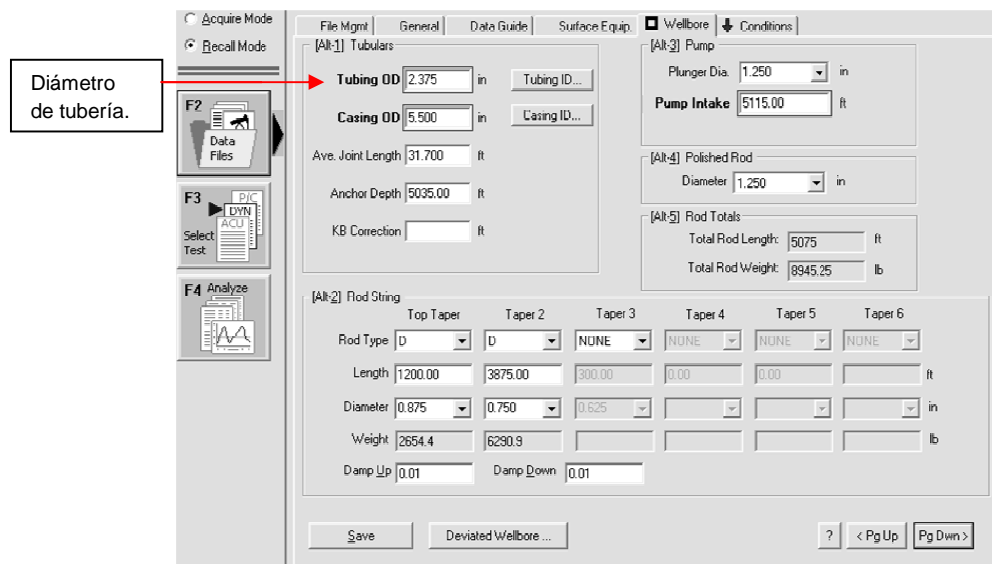 Acquire Mode
Recall Mode
Diámetro
de tubería.
F2
Data
Files
F3
P/C
DYN
ACU
Select
Test
F4 Analyze
File Mgmt General Data Guide Surface Equip. Wellbore Conditions
[Alt-1] Tubulars
Tubing OD 2.375 in Tubing ID...
Casing OD 5.500 in Casing ID...
Ave. Joint Length 31.700 ft
Anchor Depth 5035.00 ft
KB Correction ft
[Alt-3] Pump
Plunger Dia. 1.250 in
Pump Intake 5115.00 ft
[Alt-4] Polished Rod
Diameter 1.250 in
[Alt-5] Rod Totals
Total Rod Length: 5075 ft
Total Rod Weight: 8945.25 lb
[Alt-2] Rod String
Top Taper Taper 2 Taper 3 Taper 4 Taper 5 Taper 6
Rod Type D D NONE NONE NONE NONE
Length 1200.00 3875.00 300.00 0.00 0.00 ft
Diameter 0.875 0.750 0.625 in
Weight 2654.4 6290.9 lb
Damp Up 0.01 Damp Down 0.01
Save Deviated Wellbore ... ? < Pg Up Pg Dwn >